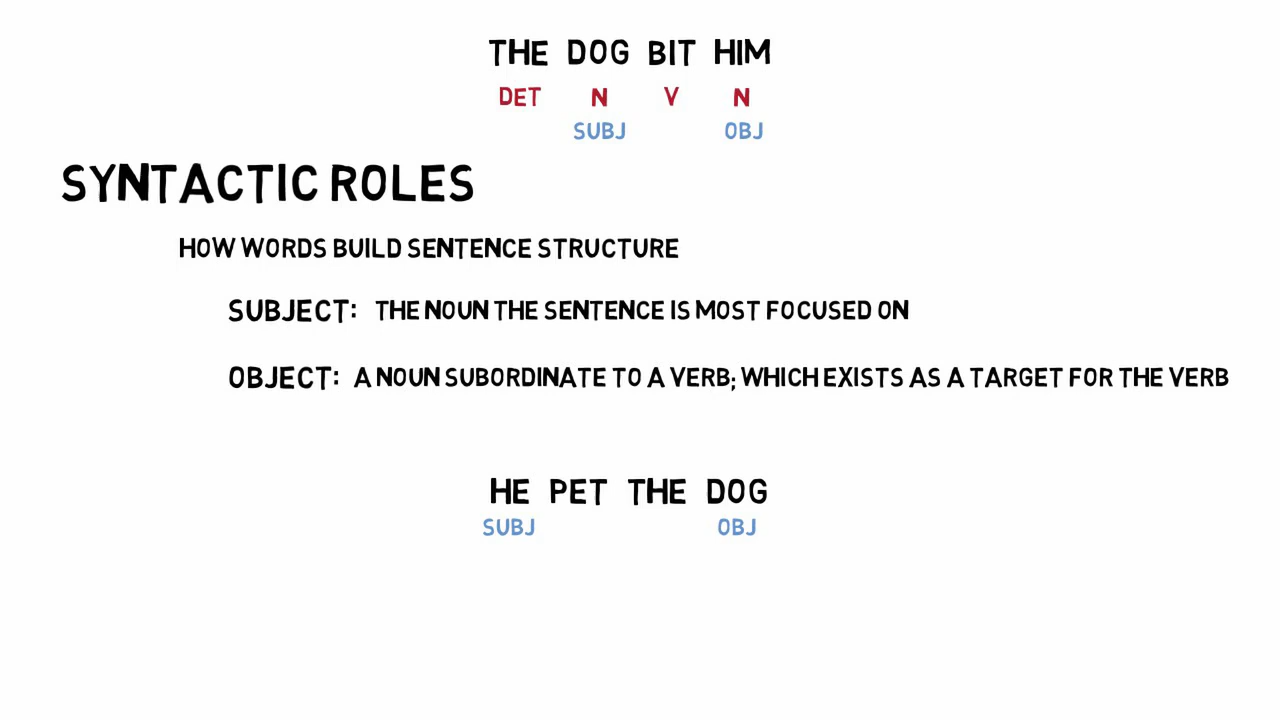 THE DOG BIT HIM
DET N V N
SUBJ OBJ
SYNTACTIC ROLES
HOW WORDS BUILD SENTENCE STRUCTURE
SUBJECT: THE NOUN THE SENTENCE IS MOST FOCUSED ON
OBJECT: A NOUN SUBORDINATE TO A VERB; WHICH EXISTS AS A TARGET FOR THE VERB
HE PET THE DOG
SUBJ OBJ